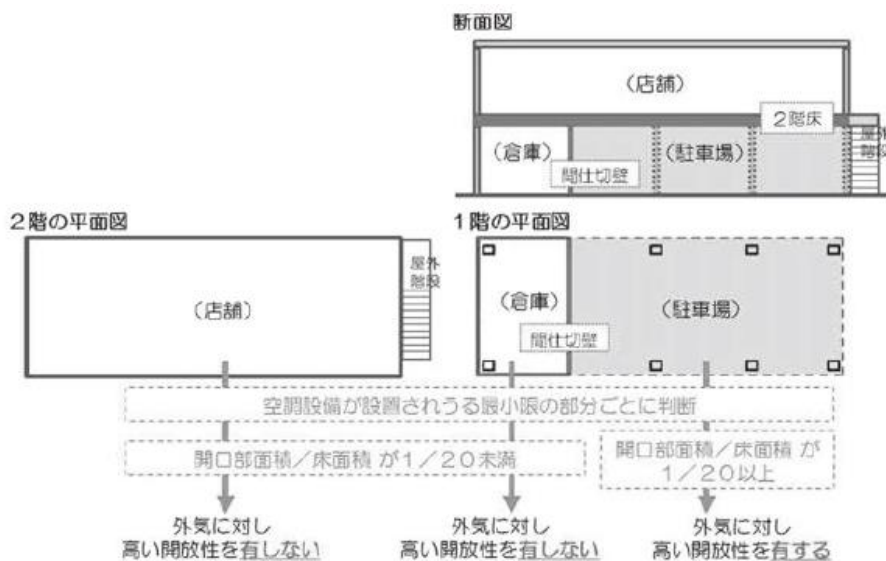 断面図
（店舗）
２階床
（倉庫）
（駐車場）
屋外
階段
間仕切壁
２階の平面図
（店舗）
屋外
階段
１階の平面図
（倉庫）
（駐車場）
間仕切壁
空調設備が設置されうる最小限の部分ごとに判断
開口部面積／床面積 が１／２０未満
開口部面積／床面積 が
１／２０以上
外気に対し
高い開放性を有しない
外気に対し
高い開放性を有しない
外気に対し
高い開放性を有する